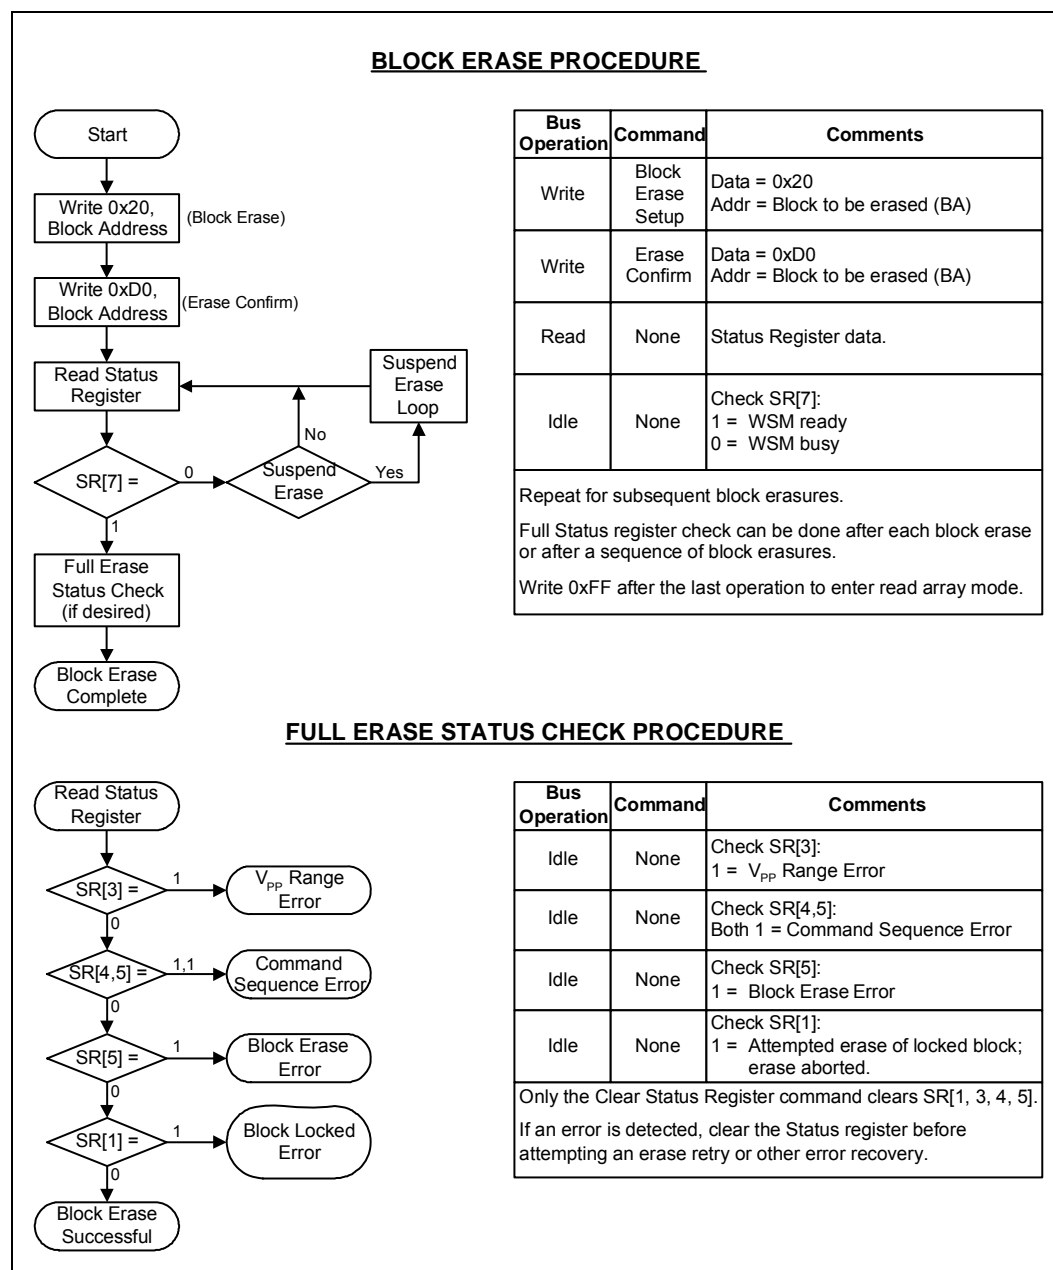 BLOCK ERASE PROCEDURE
Start
Write 0x20,
Block Address
(Block Erase)
Write 0xD0,
Block Address
(Erase Confirm)
Read Status
Register
Suspend
Erase
Loop
No
SR[7] =
0
Suspend
Erase
Yes
1
Full Erase
Status Check
(if desired)
Block Erase
Complete
Bus
Operation
Command
Comments
Write
Block
Erase
Setup
Data = 0x20
Addr = Block to be erased (BA)
Write
Erase
Confirm
Data = 0xD0
Addr = Block to be erased (BA)
Read
None
Status Register data.
Idle
None
Check SR[7]:
1 = WSM ready
0 = WSM busy
Repeat for subsequent block erasures.
Full Status register check can be done after each block erase
or after a sequence of block erasures.
Write 0xFF after the last operation to enter read array mode.
FULL ERASE STATUS CHECK PROCEDURE
Read Status
Register
SR[3] =
1
VPP Range
Error
0
SR[4,5] =
1,1
Command
Sequence Error
0
SR[5] =
1
Block Erase
Error
0
SR[1] =
1
Block Locked
Error
0
Block Erase
Successful
Bus
Operation
Command
Comments
Idle
None
Check SR[3]:
1 = VPP Range Error
Idle
None
Check SR[4,5]:
Both 1 = Command Sequence Error
Idle
None
Check SR[5]:
1 = Block Erase Error
Idle
None
Check SR[1]:
1 = Attempted erase of locked block;
erase aborted.
Only the Clear Status Register command clears SR[1, 3, 4, 5].
If an error is detected, clear the Status register before
attempting an erase retry or other error recovery.